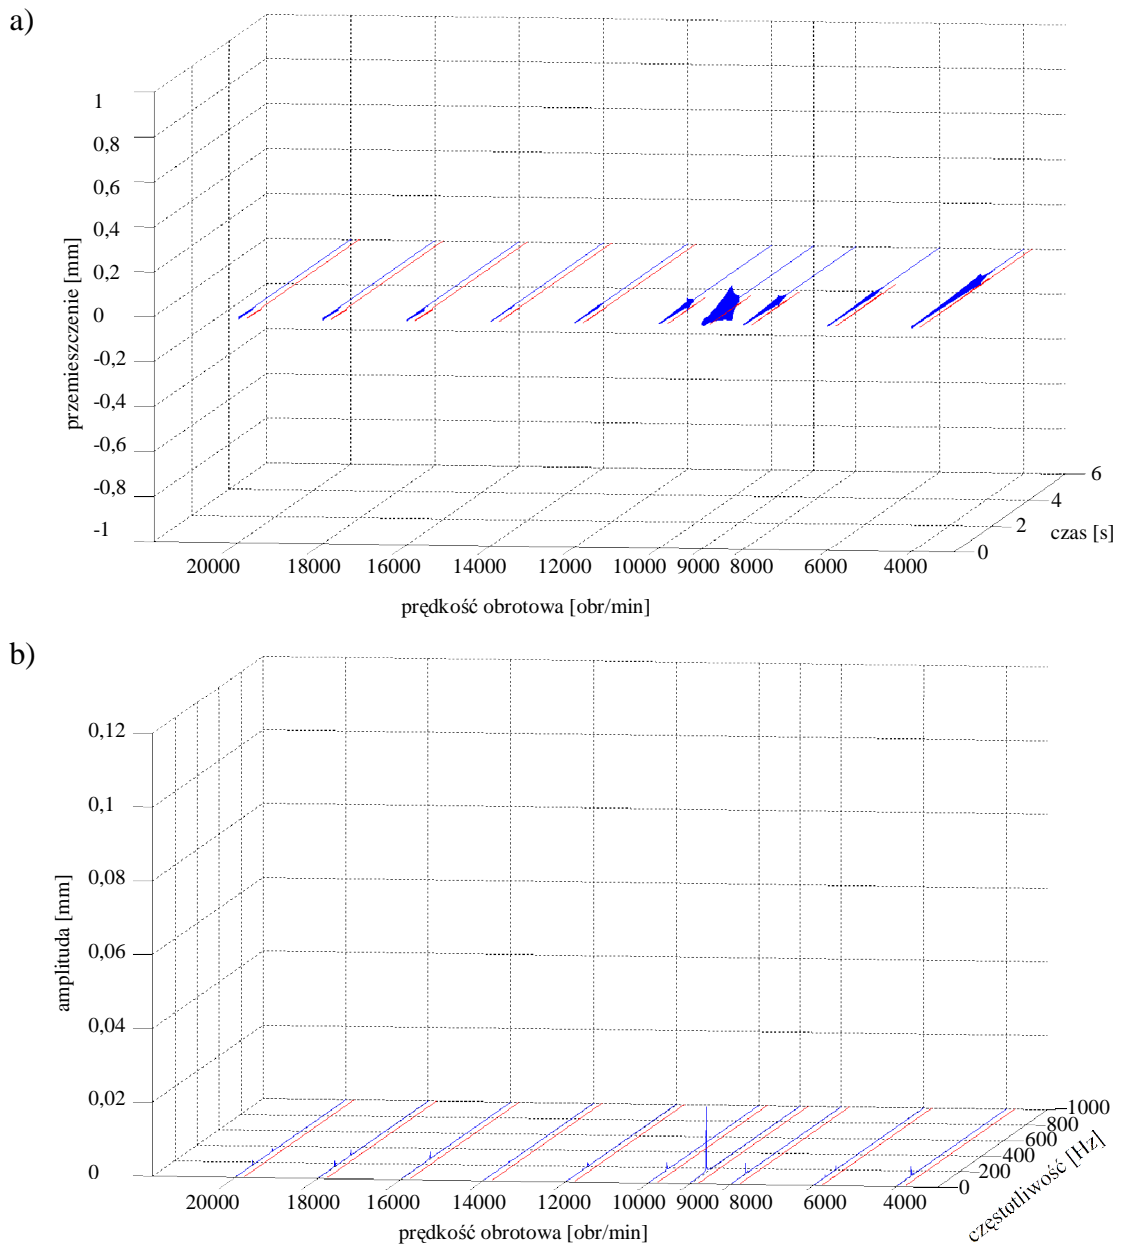 a)
1
0,8
0,6
0,4
0,2
0
-0,2
-0,4
-0,6
-0,8
-1
przemieszczenie [mm]
20000 18000 16000 14000 12000 10000 9000 8000 6000 4000
prędkość obrotowa [obr/min]
0
2
4
6
czas [s]
b)
0,12
0,1
0,08
0,06
0,04
0,02
0
amplituda [mm]
20000 18000 16000 14000 12000 10000 9000 8000 6000 4000
prędkość obrotowa [obr/min]
0
200
400
600
800
1000
częstotliwość [Hz]